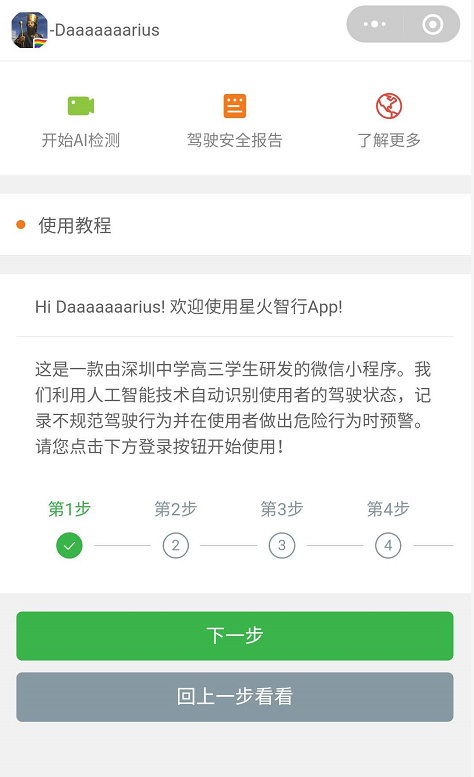 -Daaaaaaarius
开始AI检测 驾驶安全报告 了解更多
使用教程
Hi Daaaaaaarius! 欢迎使用星火智行App!
这是一款由深圳中学高三学生研发的微信小程序。我
们利用人工智能技术自动识别使用者的驾驶状态，记
录不规范驾驶行为并在使用者做出危险行为时预警。
请您点击下方登录按钮开始使用！
第1步 第2步 第3步 第4步
2 3 4
下一步
回上一步看看